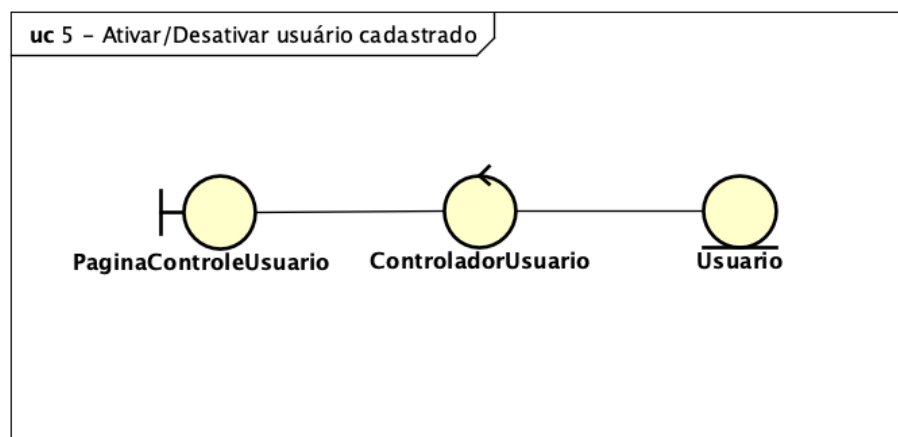 uc 5 – Ativar/Desativar usuário cadastrado
PaginaControleUsuario
ControladorUsuario
Usuario